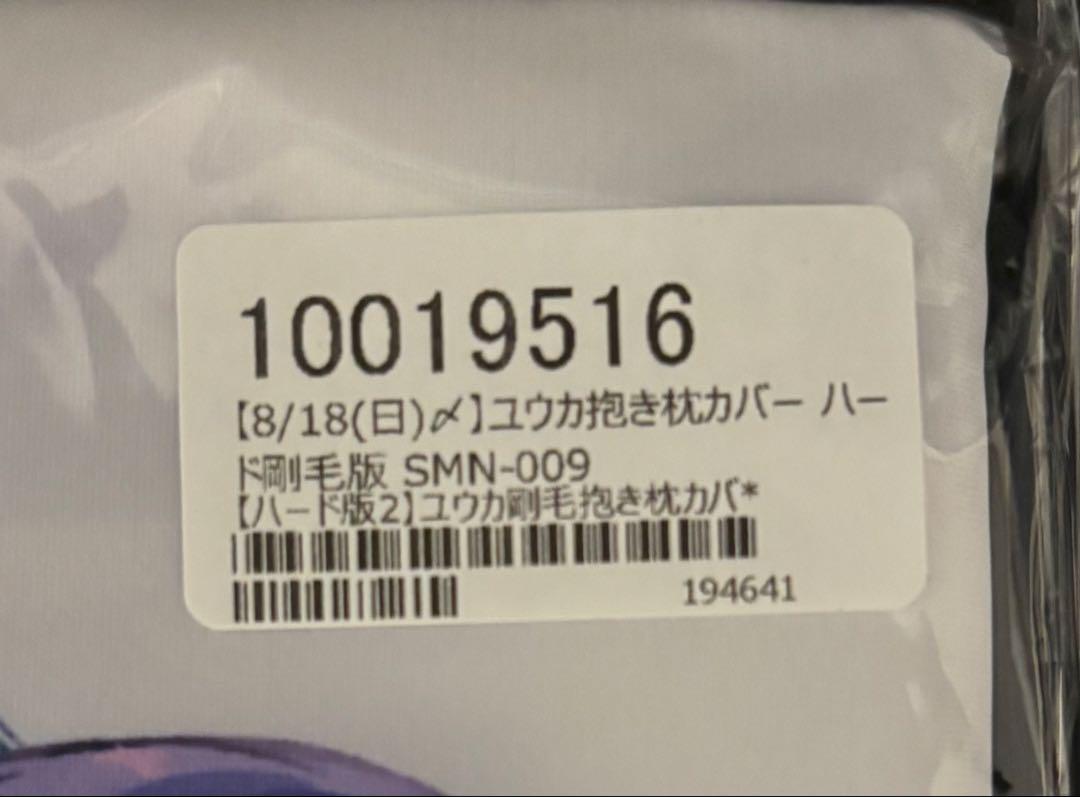 10019516
【8/18(日)〆】ユウカ抱き枕カバー ハー
ド剛毛版 SMN-009
【ハード版2】ユウカ剛毛抱き枕カバ*
194641